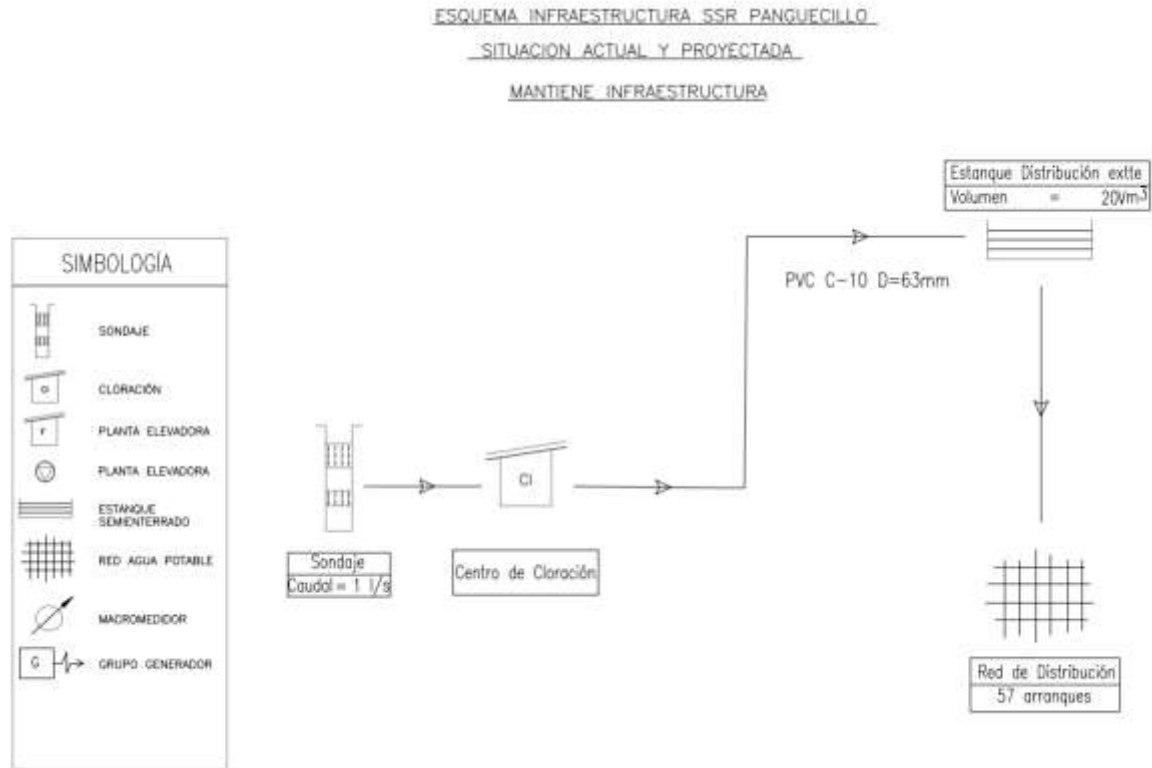 ESQUEMA INFRAESTRUCTURA SSR PANGUECILLO
SITUACION ACTUAL Y PROYECTADA
MANTIENE INFRAESTRUCTURA
Estanque Distribución extte
Volumen = 20Vm3
PVC C-10 D=63mm
SIMBOLOGÍA
SONDAJE
Cl
CLORACIÓN
F
PLANTA ELEVADORA
PLANTA ELEVADORA
ESTANQUE
SEMIENTERRADO
RED AGUA POTABLE
MACROMEDIDOR
G
GRUPO GENERADOR
Cl
Sondaje
Caudal = 1 l/s
Centro de Cloración
Red de Distribución
57 arranques